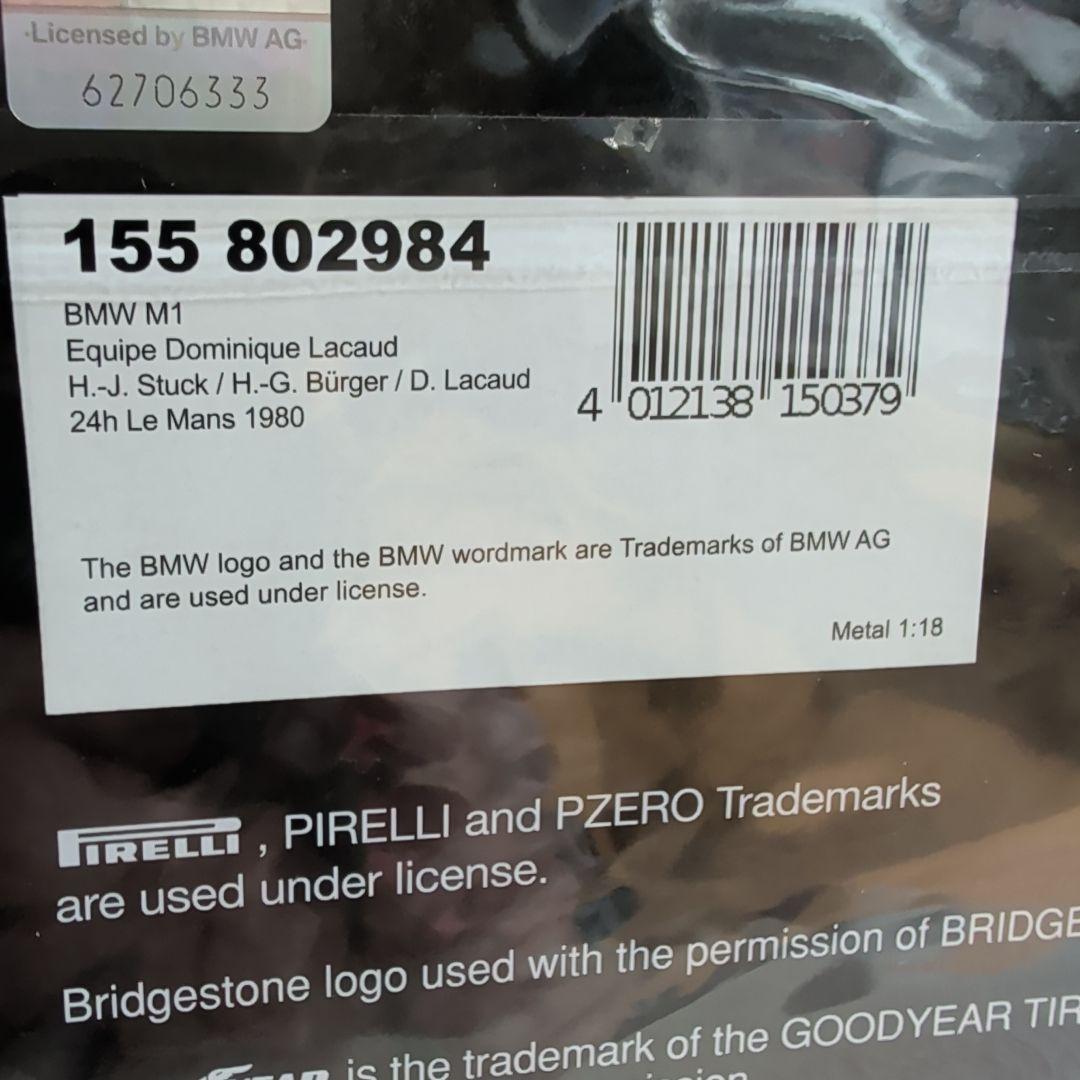 ·Licensed by BMW AG·
62706333
155 802984
BMW M1
Equipe Dominique Lacaud
H.-J. Stuck / H.-G. Bürger / D. Lacaud
24h Le Mans 1980
4 012138 150379
The BMW logo and the BMW wordmark are Trademarks of BMW AG
and are used under license.
Metal 1:18
PIRELLI, PIRELLI and PZERO Trademarks
are used under license.
Bridgestone logo used with the permission of BRIDGE
is the trademark of the GOODYEAR TIR